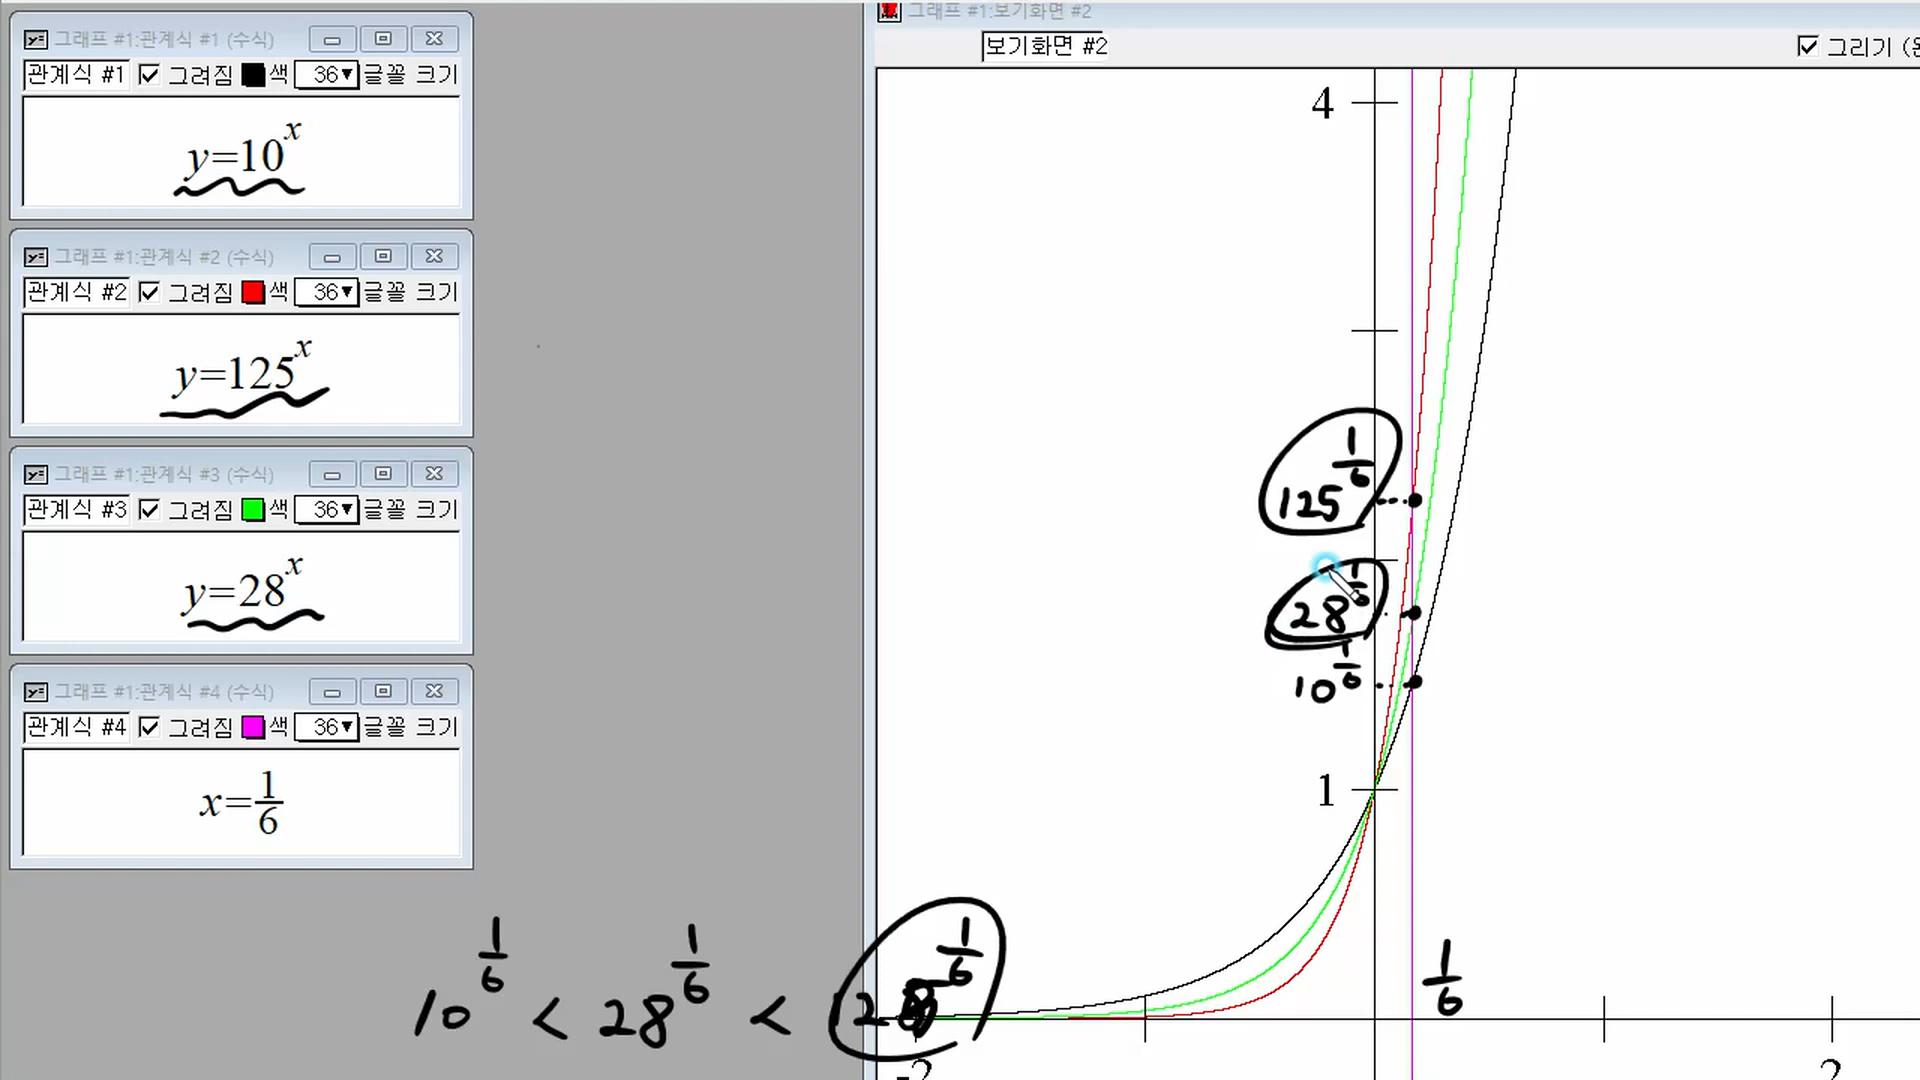 그래프 #1:관계식 #1 (수식)
관계식 #1 그려짐 색 36▼ 글꼴 크기
y=10^x
그래프 #1:관계식 #2 (수식)
관계식 #2 그려짐 색 36▼ 글꼴 크기
y=125^x
그래프 #1:관계식 #3 (수식)
관계식 #3 그려짐 색 36▼ 글꼴 크기
y=28^x
그래프 #1:관계식 #4 (수식)
관계식 #4 그려짐 색 36▼ 글꼴 크기
x=1/6
그래프 #1:보기화면 #2
보기화면 #2 그리기
4
125^(1/6)
28^(1/6)
10^(1/6)
1
1/6
-2 2
10^(1/6) < 28^(1/6) <